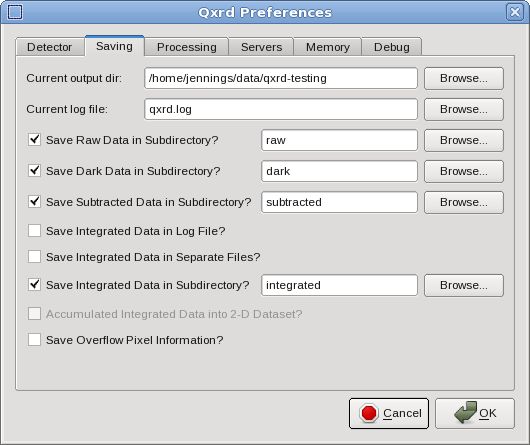 Qxrd Preferences
Detector Saving Processing Servers Memory Debug
Current output dir: /home/jennings/data/qxrd-testing Browse...
Current log file: qxrd.log Browse...
Save Raw Data in Subdirectory? raw Browse...
Save Dark Data in Subdirectory? dark Browse...
Save Subtracted Data in Subdirectory? subtracted Browse...
Save Integrated Data in Log File?
Save Integrated Data in Separate Files?
Save Integrated Data in Subdirectory? integrated Browse...
Accumulated Integrated Data into 2-D Dataset?
Save Overflow Pixel Information?
Cancel OK